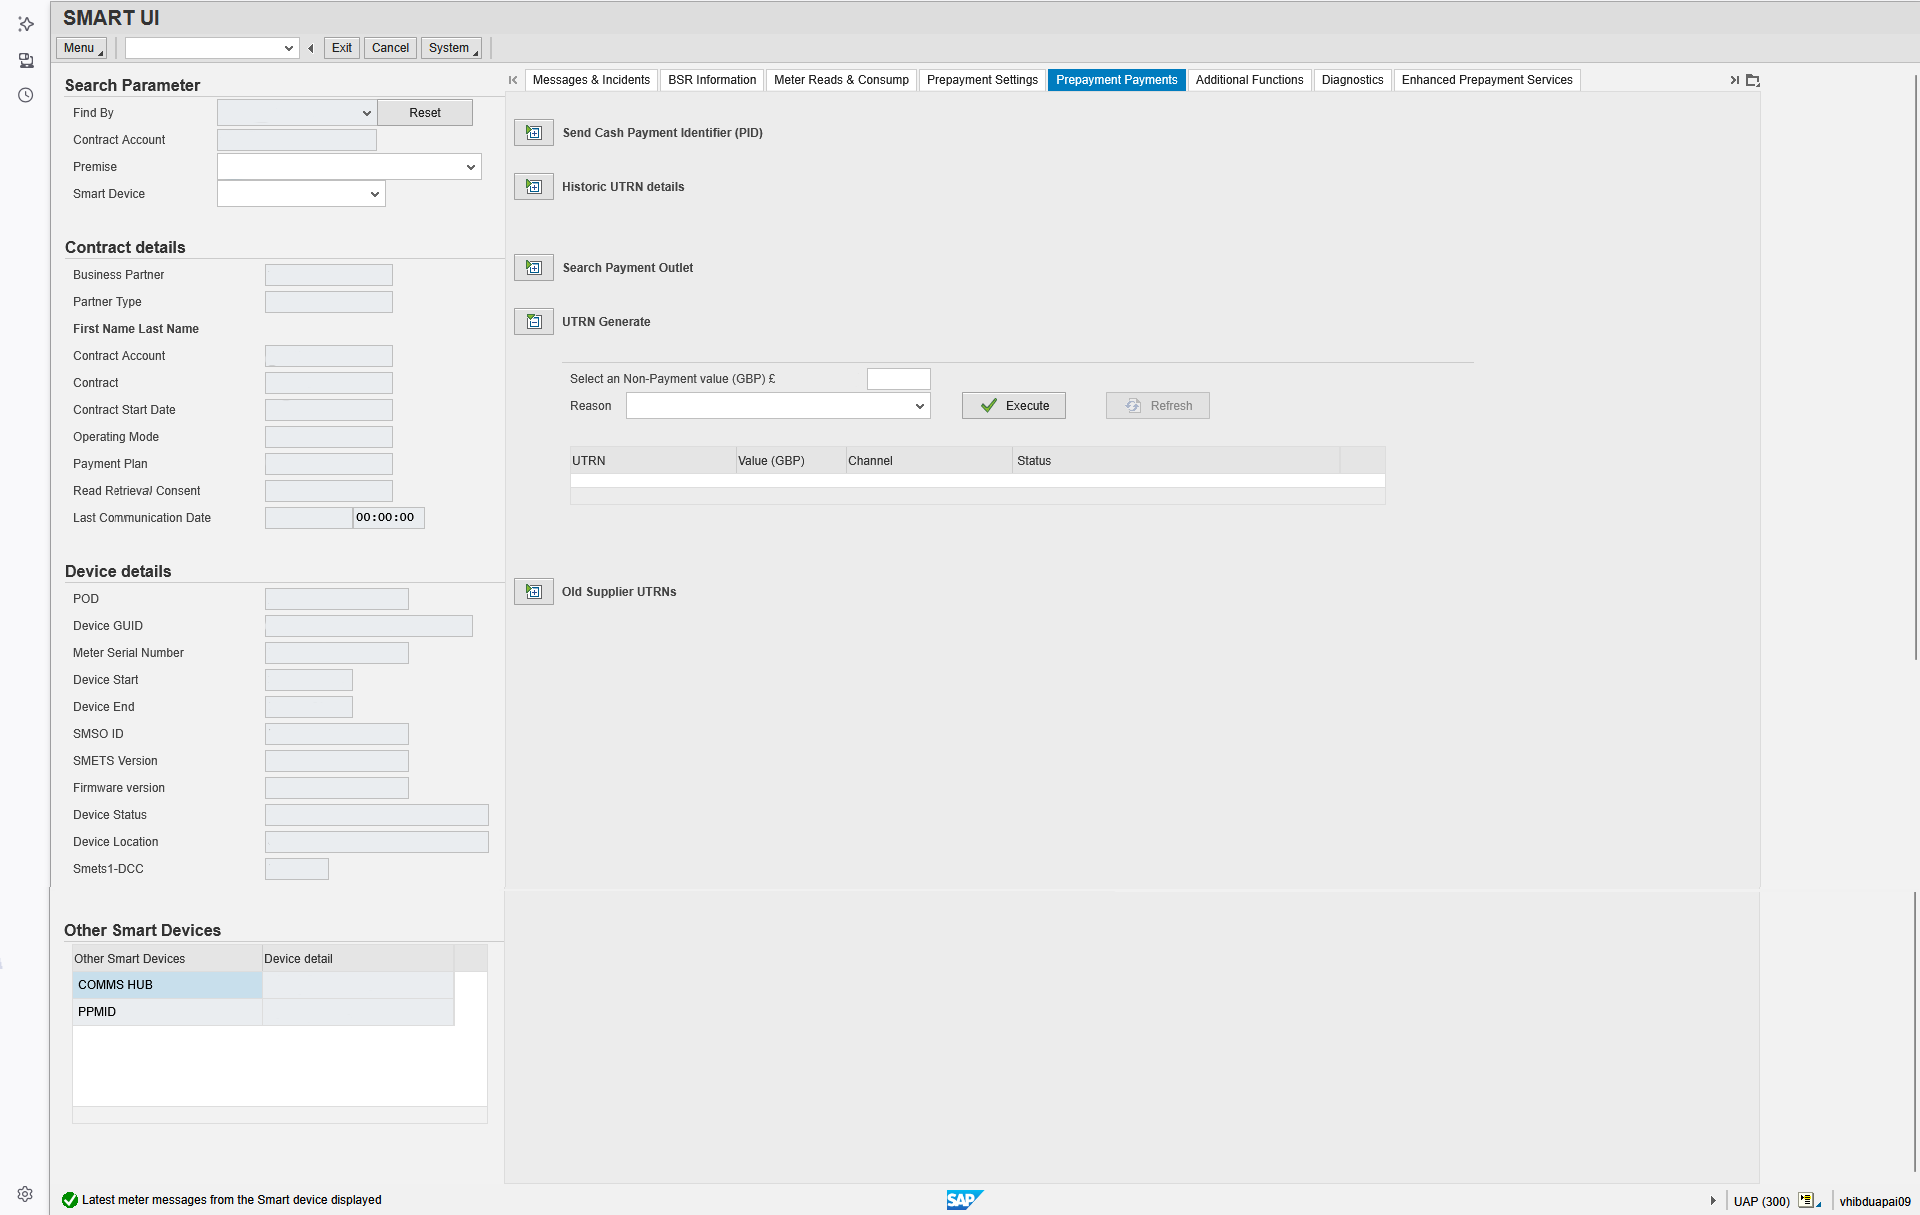 SMART UI
Menu
Exit
Cancel
System
Search Parameter
Find By
Reset
Contract Account
Premise
Smart Device
Contract details
Business Partner
Partner Type
First Name Last Name
Contract Account
Contract
Contract Start Date
Operating Mode
Payment Plan
Read Retrieval Consent
Last Communication Date
00:00:00
Device details
POD
Device GUID
Meter Serial Number
Device Start
Device End
SMSO ID
SMETS Version
Firmware version
Device Status
Device Location
Smets1-DCC
Other Smart Devices
Other Smart Devices
Device detail
COMMS HUB
PPMID
Messages & Incidents
BSR Information
Meter Reads & Consump
Prepayment Settings
Prepayment Payments
Additional Functions
Diagnostics
Enhanced Prepayment Services
Send Cash Payment Identifier (PID)
Historic UTRN details
Search Payment Outlet
UTRN Generate
Select an Non-Payment value (GBP) £
Reason
Execute
Refresh
UTRN
Value (GBP)
Channel
Status
Old Supplier UTRNs
Latest meter messages from the Smart device displayed
SAP
UAP (300)
vhibduapai09